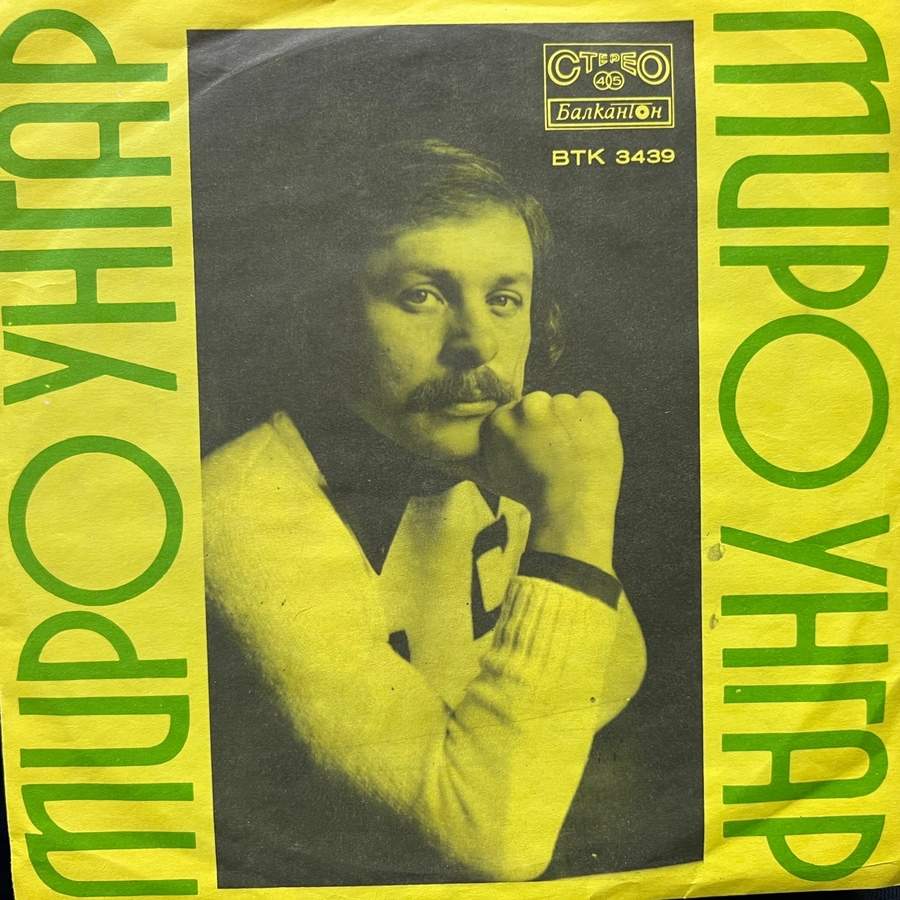 МИРО УНГАР
СТЕРЕО
45
Балкантон
ВТК 3439
МИРО УНГАР